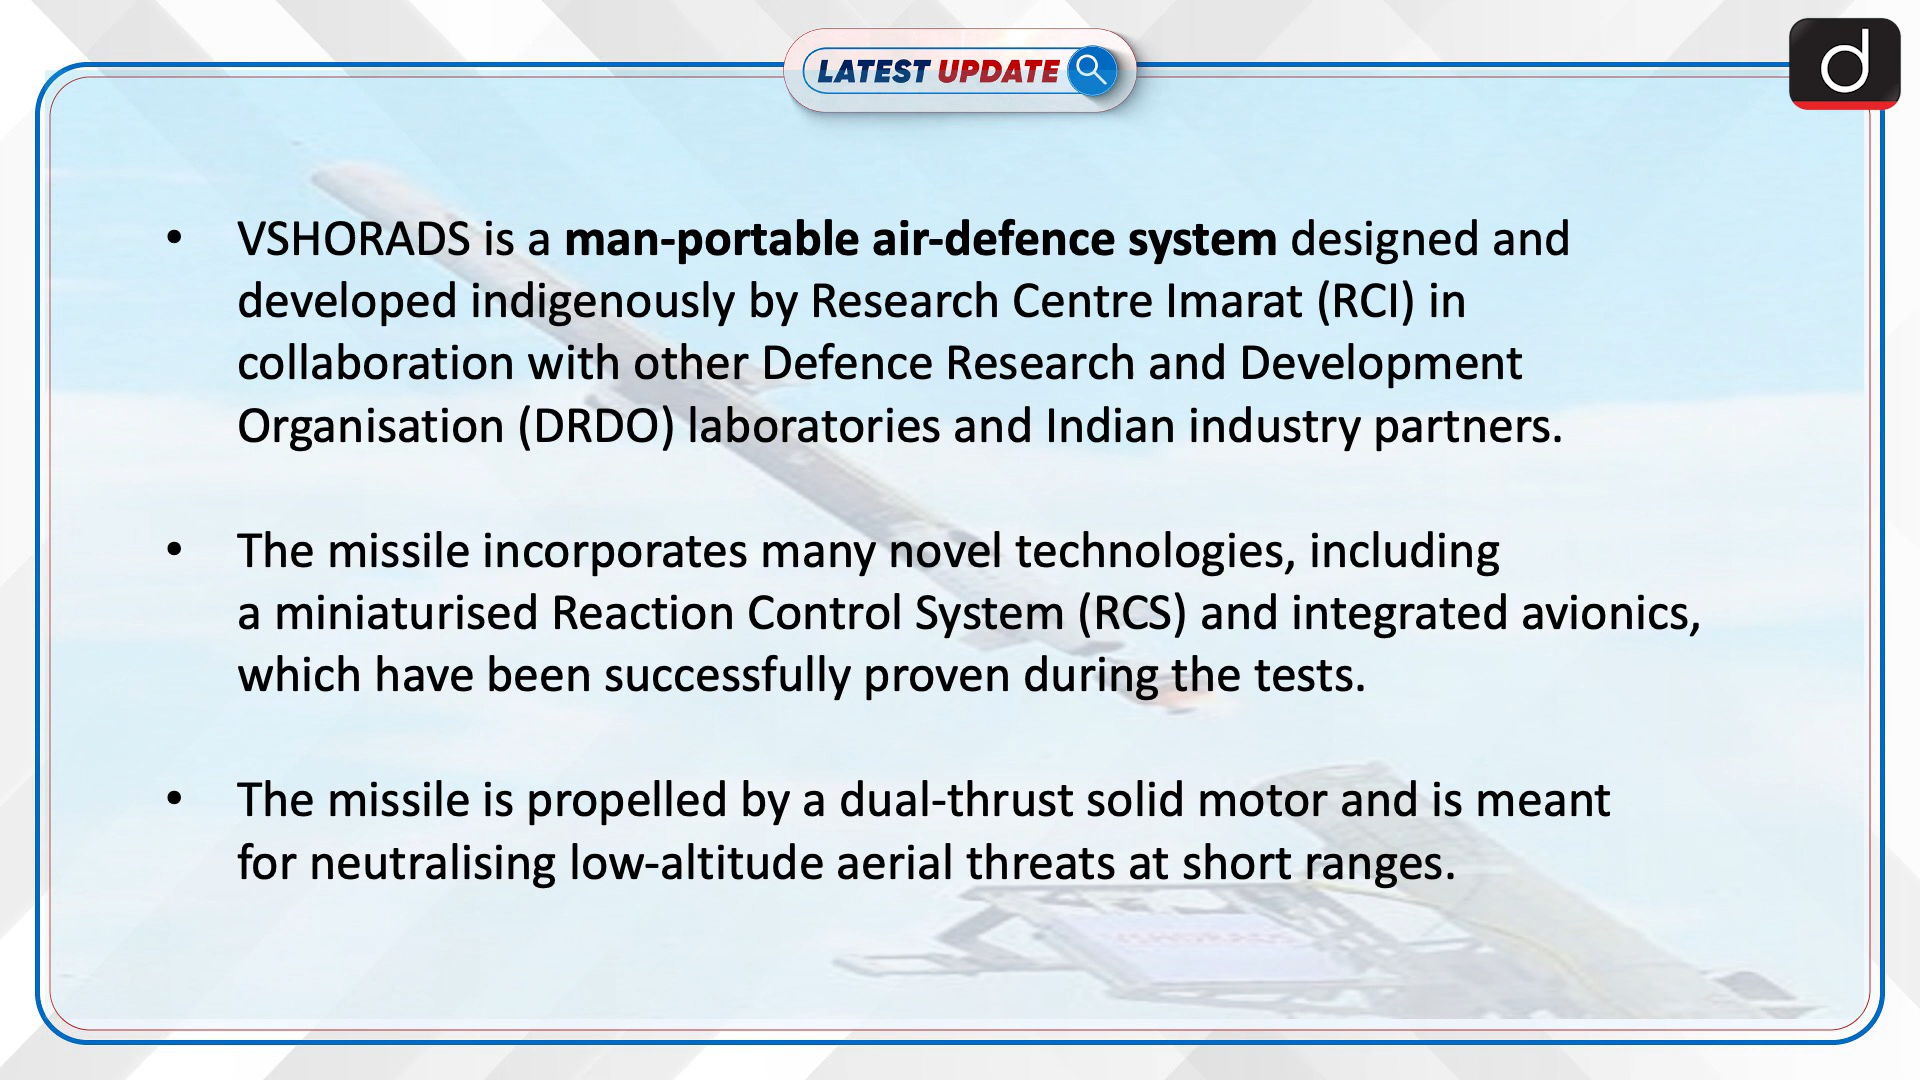 LATEST UPDATE
d
• VSHORADS is a man-portable air-defence system designed and
developed indigenously by Research Centre Imarat (RCI) in
collaboration with other Defence Research and Development
Organisation (DRDO) laboratories and Indian industry partners.
• The missile incorporates many novel technologies, including
a miniaturised Reaction Control System (RCS) and integrated avionics,
which have been successfully proven during the tests.
• The missile is propelled by a dual-thrust solid motor and is meant
for neutralising low-altitude aerial threats at short ranges.